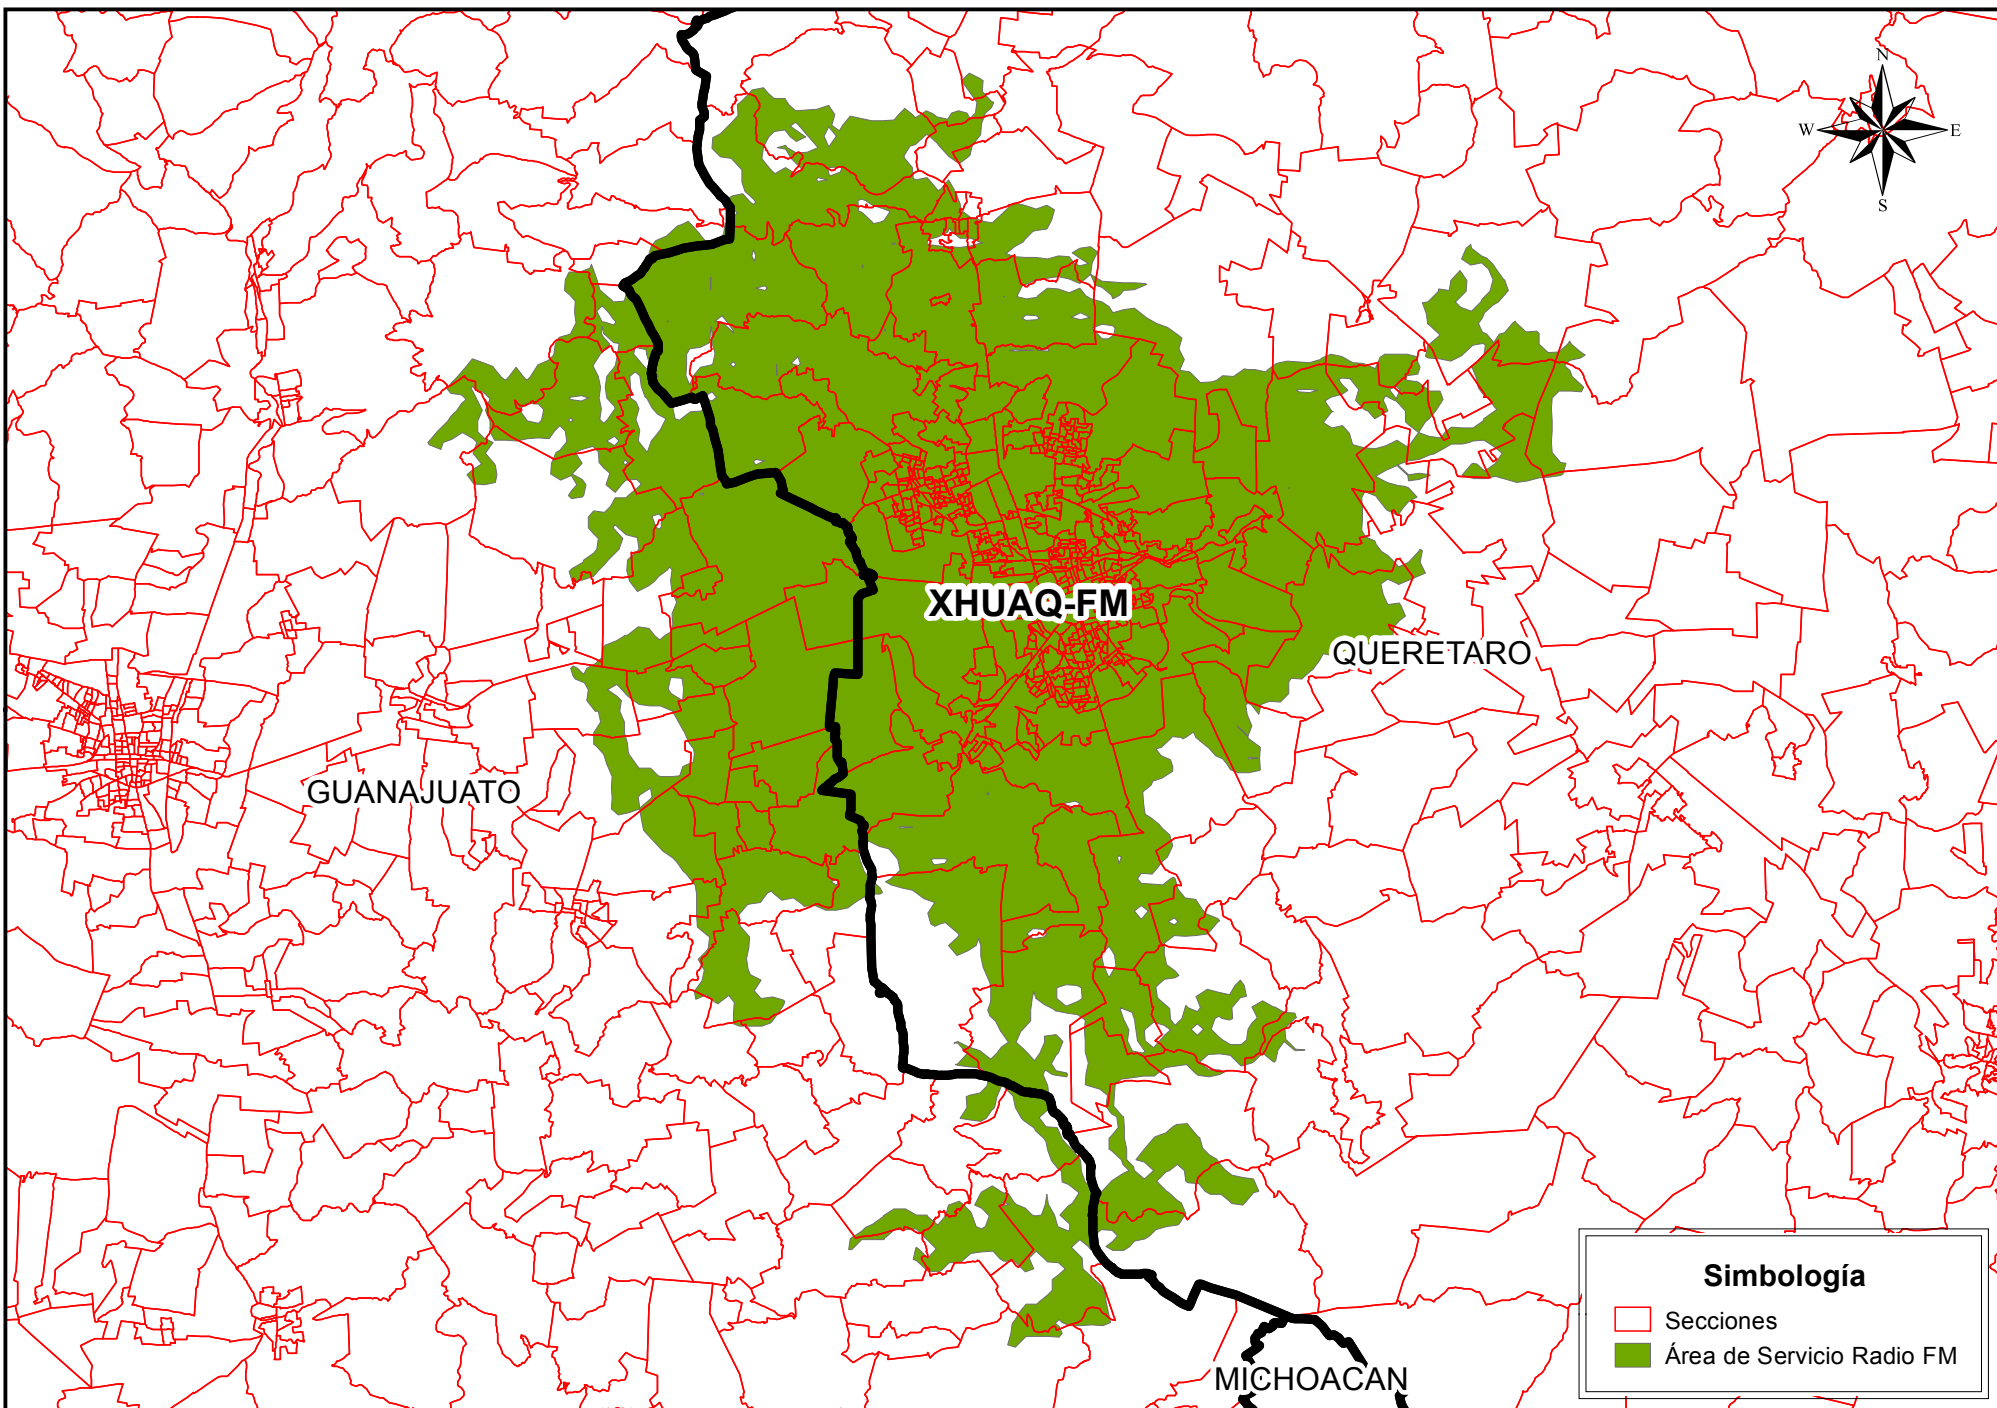 N
W E
S
XHUAQ-FM
QUERETARO
GUANAJUATO
MICHOACAN
Simbología
Secciones
Área de Servicio Radio FM